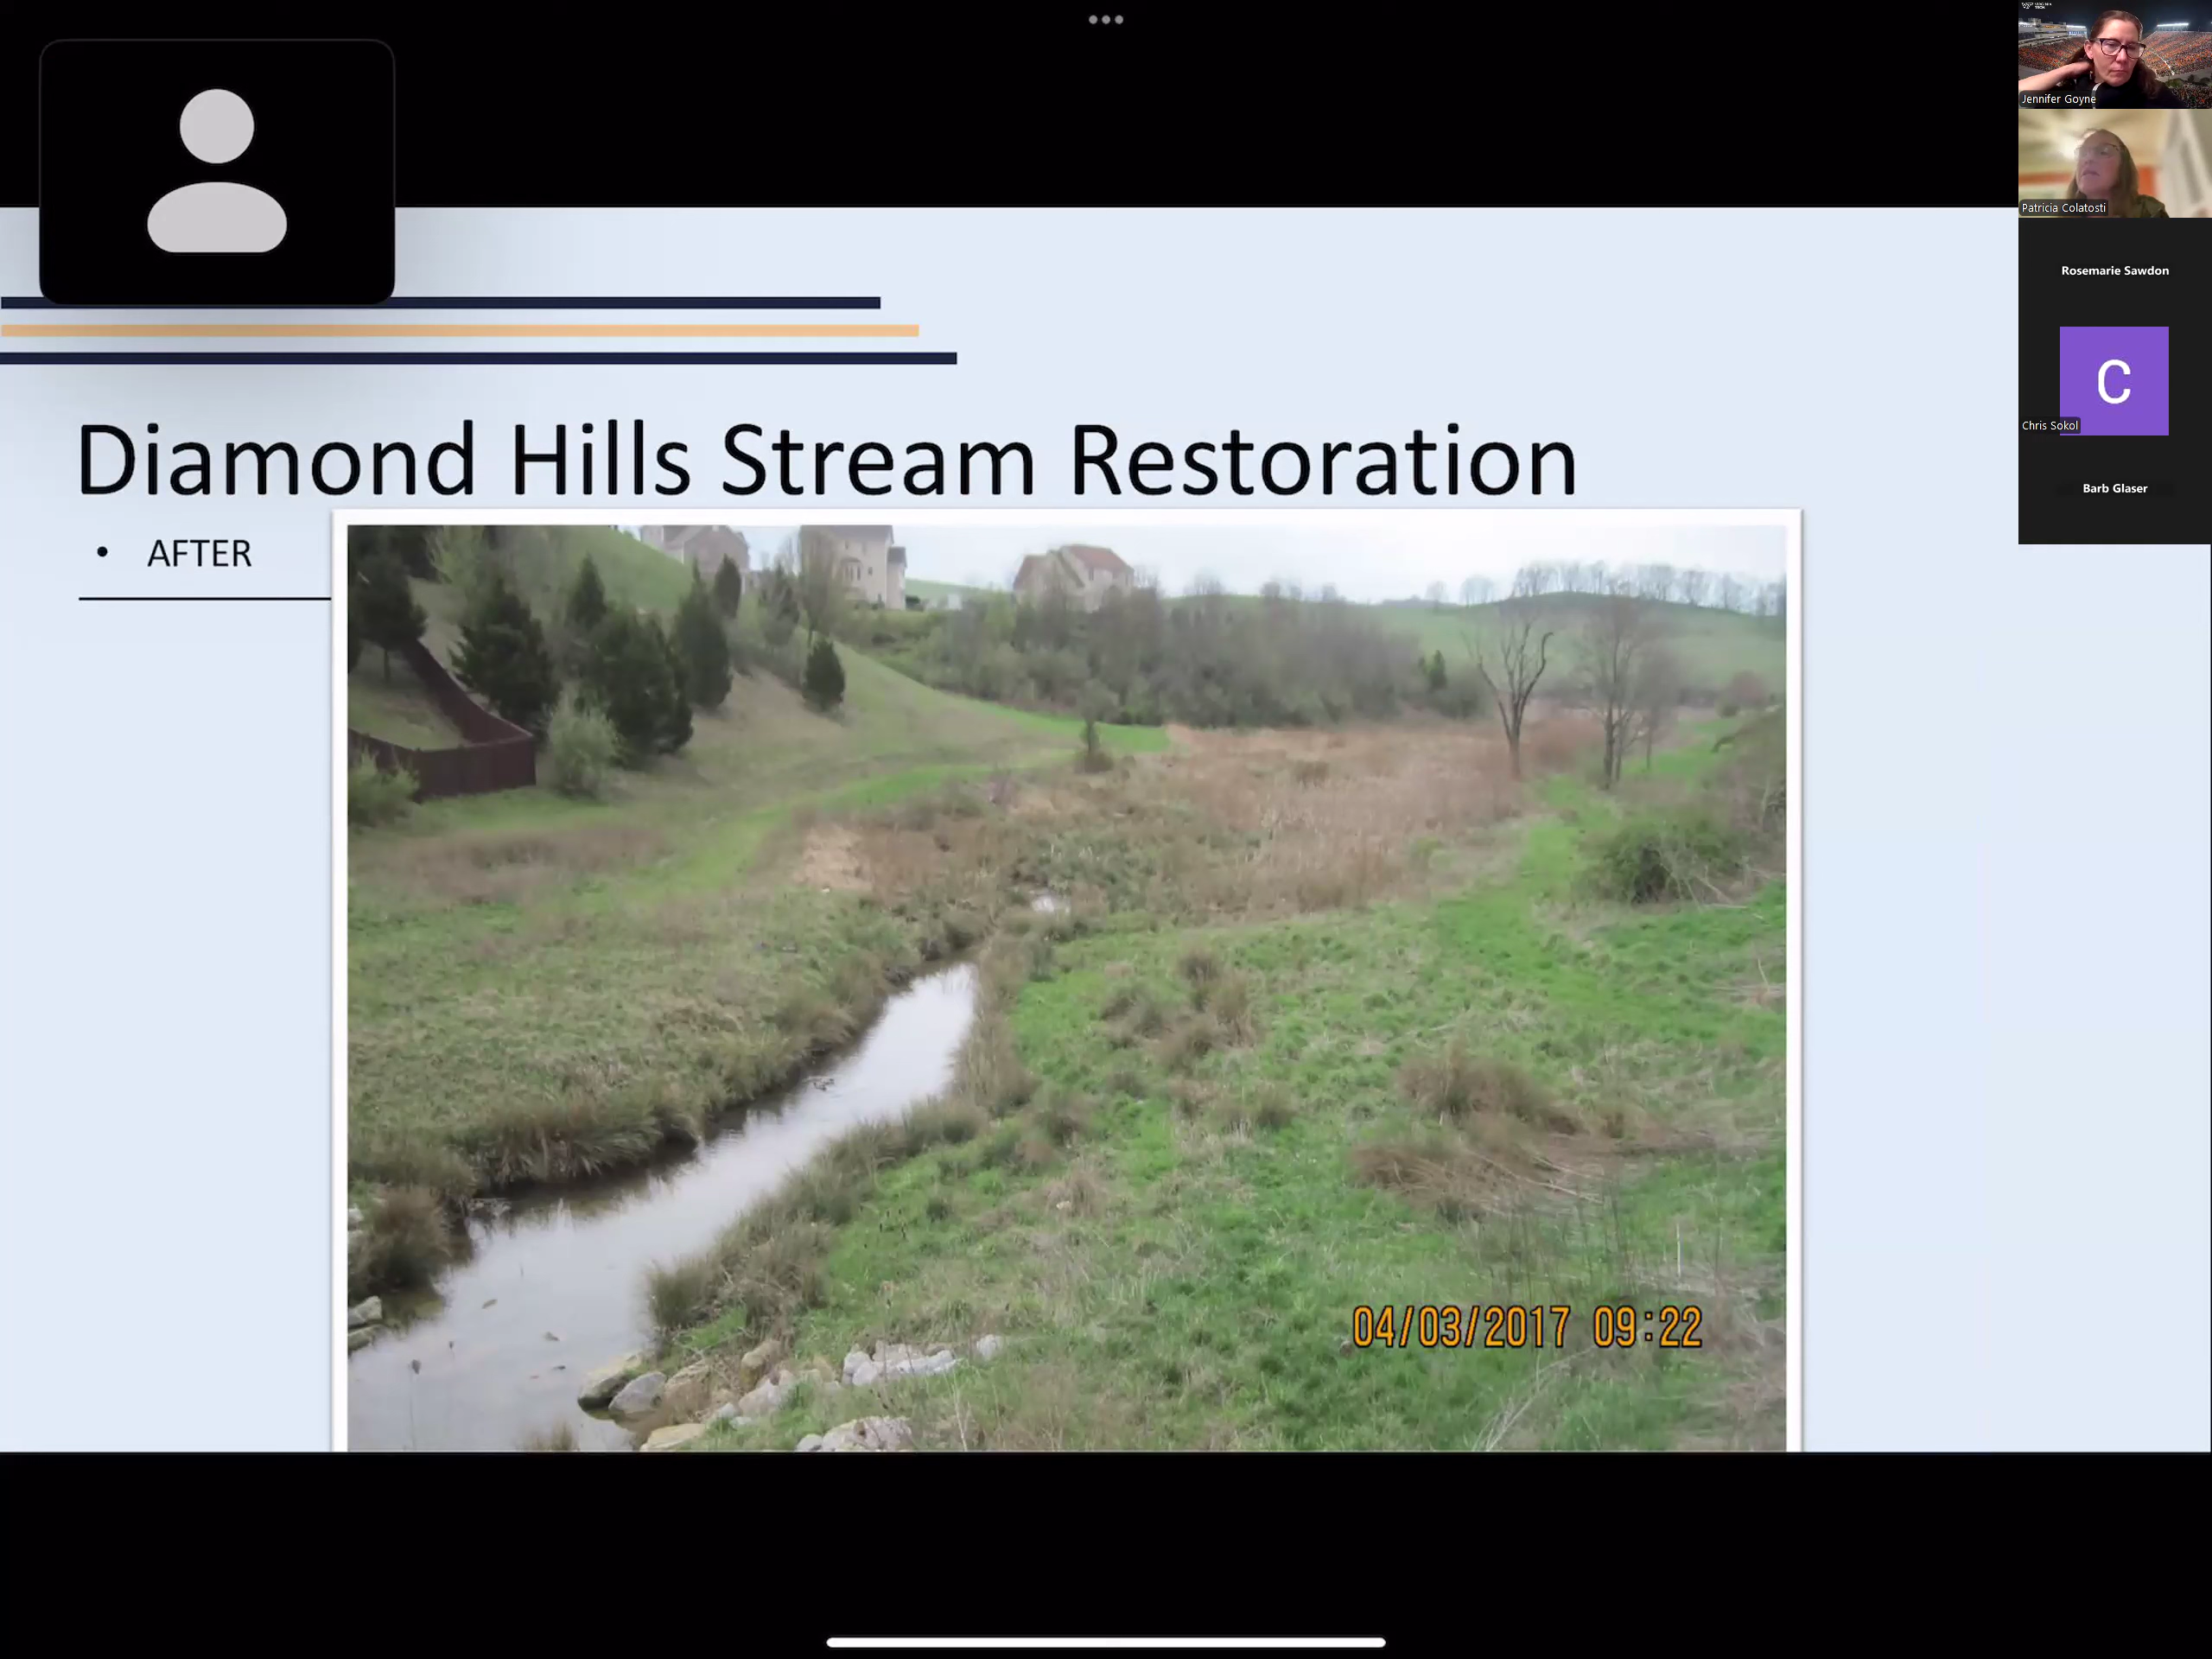 Diamond Hills Stream Restoration
• AFTER
04/03/2017 09:22
Jennifer Goyne
Patricia Colatosti
Rosemarie Sawdon
C
Chris Sokol
Barb Glaser